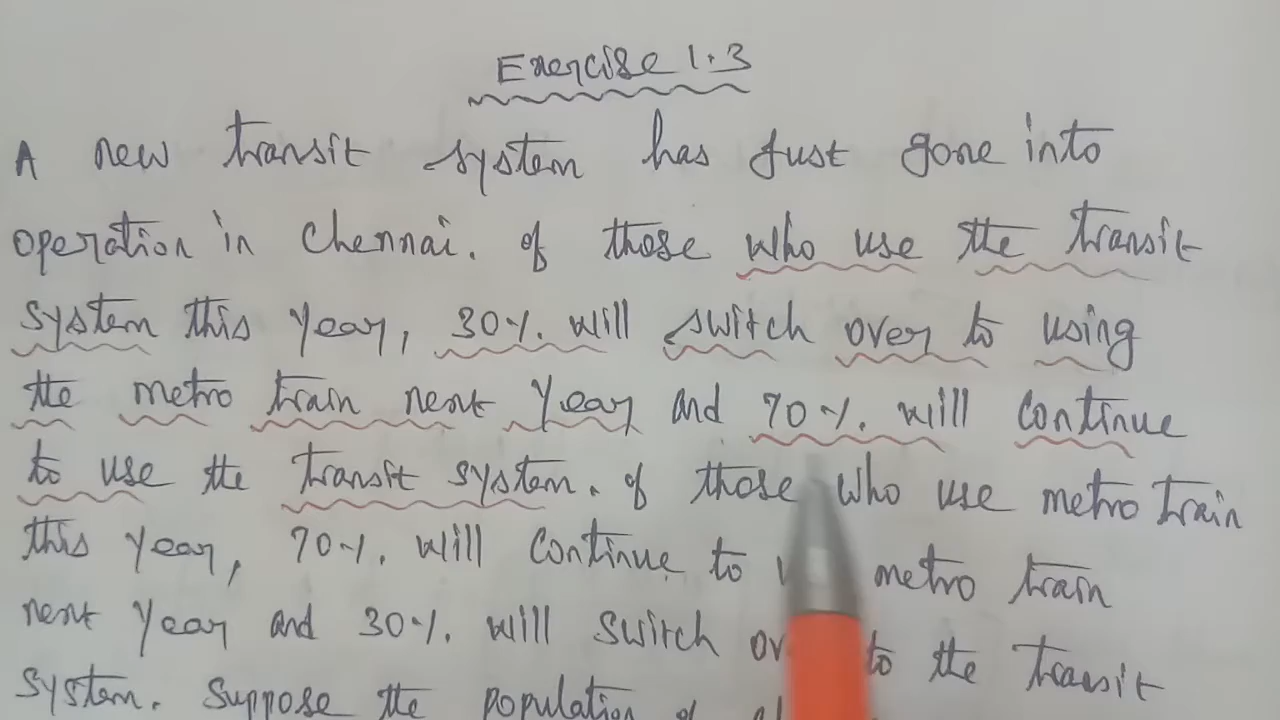 Exercise 1.3
A new transit system has just gone into
operation in Chennai. Of those who use the transit
system this year, 30%. will switch over to using
the metro train next year and 70%. will continue
to use the transit system. Of those who use metro train
this year, 70%. will continue to metro train
next year and 30%. will switch to the transit
system. Suppose the population of